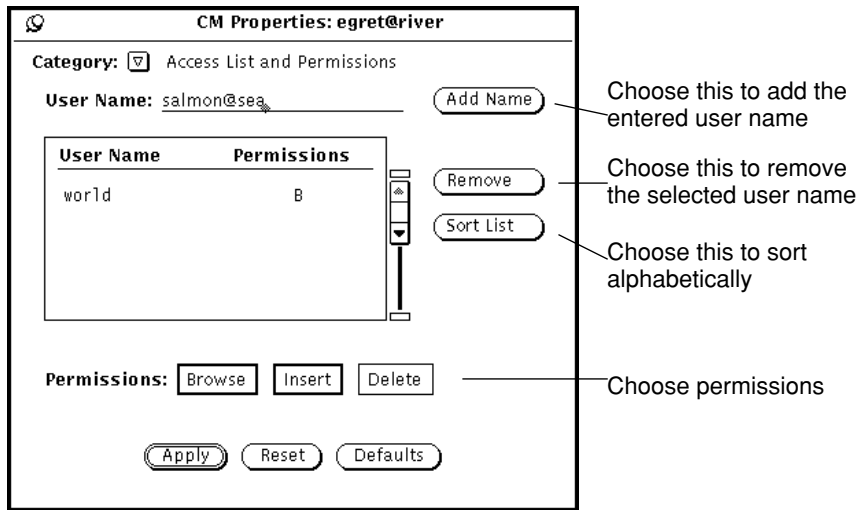 CM Properties: egret@river
Category: Access List and Permissions
User Name: salmon@sea
Add Name
Choose this to add the
entered user name
User Name Permissions
world B
Remove
Choose this to remove
the selected user name
Sort List
Choose this to sort
alphabetically
Permissions: Browse Insert Delete
Choose permissions
Apply Reset Defaults